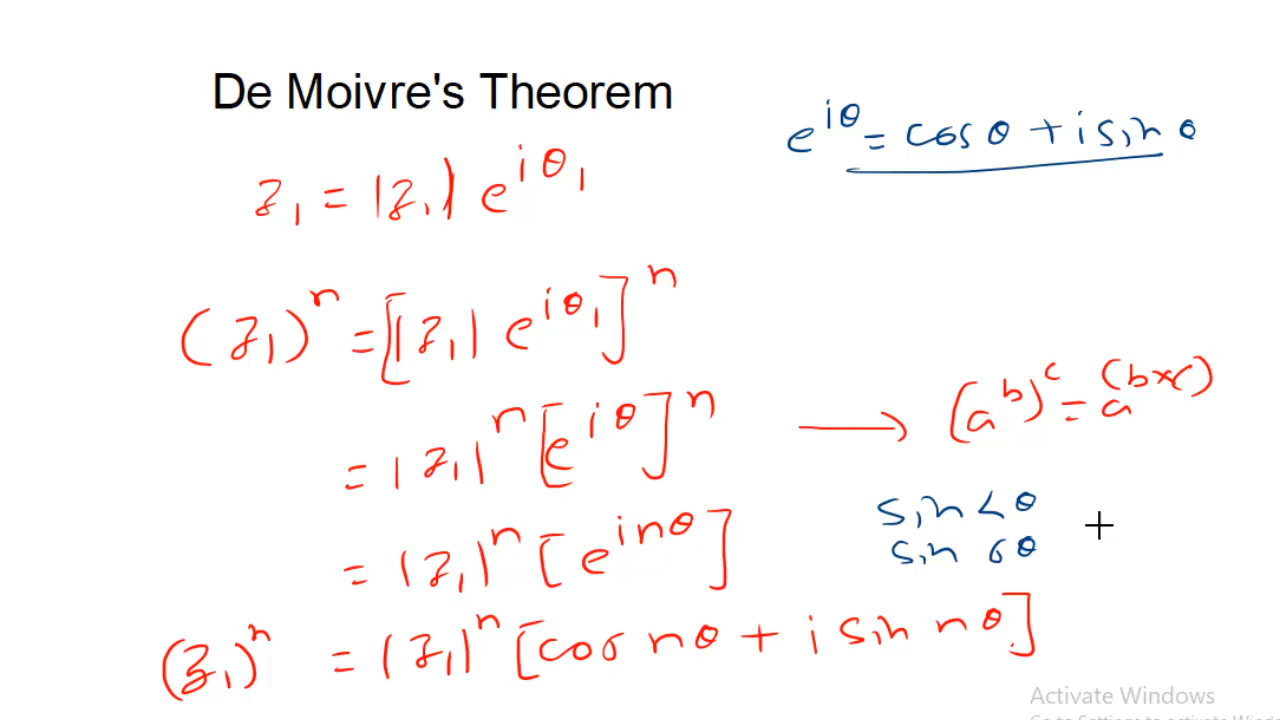 De Moivre's Theorem
e^{iθ} = cos θ + i sin θ
z₁ = |z₁| e^{iθ₁}
(z₁)^n = [|z₁| e^{iθ₁}]^n
= |z₁|^n [e^{iθ}]^n → (a^b)^c = a^{(b×c)}
= |z₁|^n [e^{inθ}]
sin θ
sin 6θ
(z₁)^n = |z₁|^n [cos nθ + i sin nθ]
Activate Windows